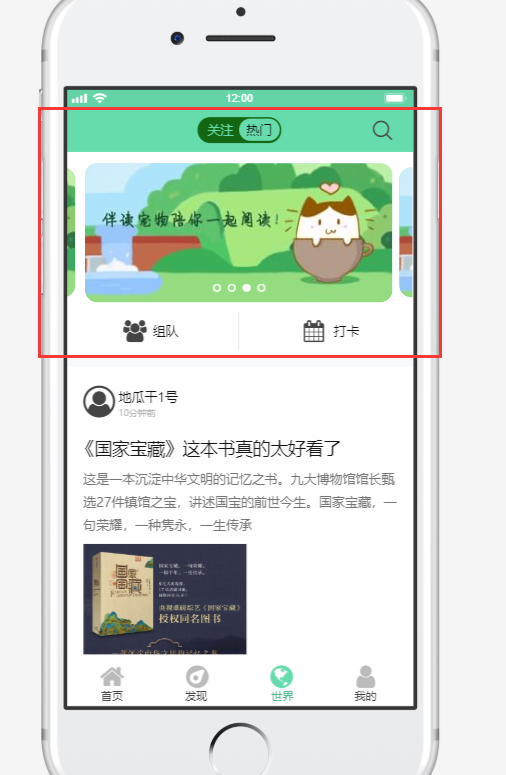 12:00
关注 热门
伴读宠物陪你一起阅读!
组队 打卡
地瓜干1号
10分钟前
《国家宝藏》这本书真的太好看了
这是一本沉淀中华文明的记忆之书。九大博物馆馆长甄
选27件镇馆之宝，讲述国宝的前世今生。国家宝藏，一
句荣耀，一种隽永，一生传承
国家宝藏
央视重磅综艺《国家宝藏》
授权同名图书
首页 发现 世界 我的